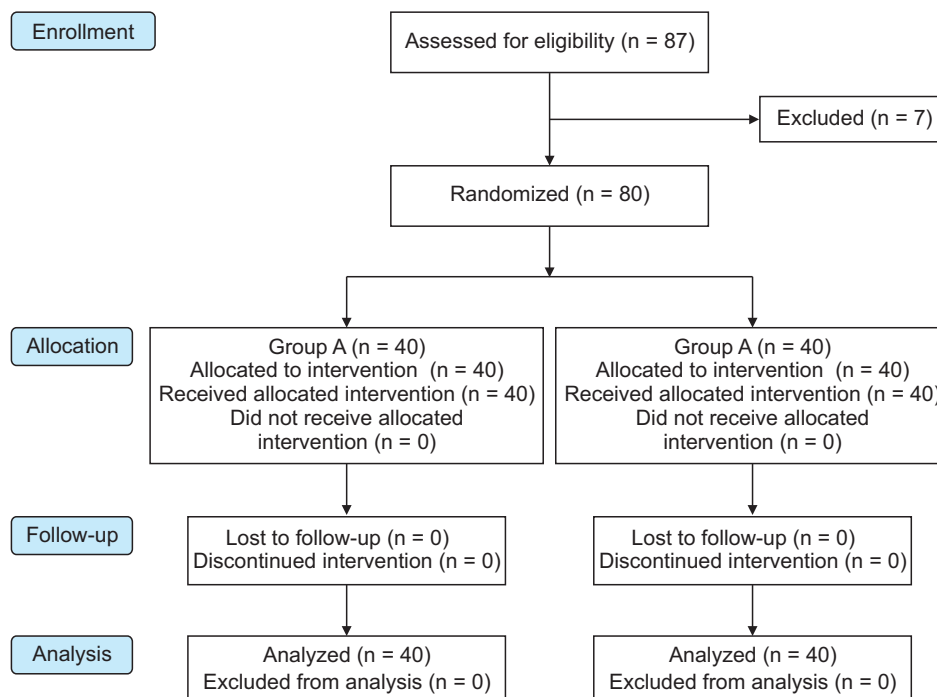 Enrollment
Assessed for eligibility (n = 87)
Excluded (n = 7)
Randomized (n = 80)
Allocation
Group A (n = 40)
Allocated to intervention (n = 40)
Received allocated intervention (n = 40)
Did not receive allocated
intervention (n = 0)
Group A (n = 40)
Allocated to intervention (n = 40)
Received allocated intervention (n = 40)
Did not receive allocated
intervention (n = 0)
Follow-up
Lost to follow-up (n = 0)
Discontinued intervention (n = 0)
Lost to follow-up (n = 0)
Discontinued intervention (n = 0)
Analysis
Analyzed (n = 40)
Excluded from analysis (n = 0)
Analyzed (n = 40)
Excluded from analysis (n = 0)